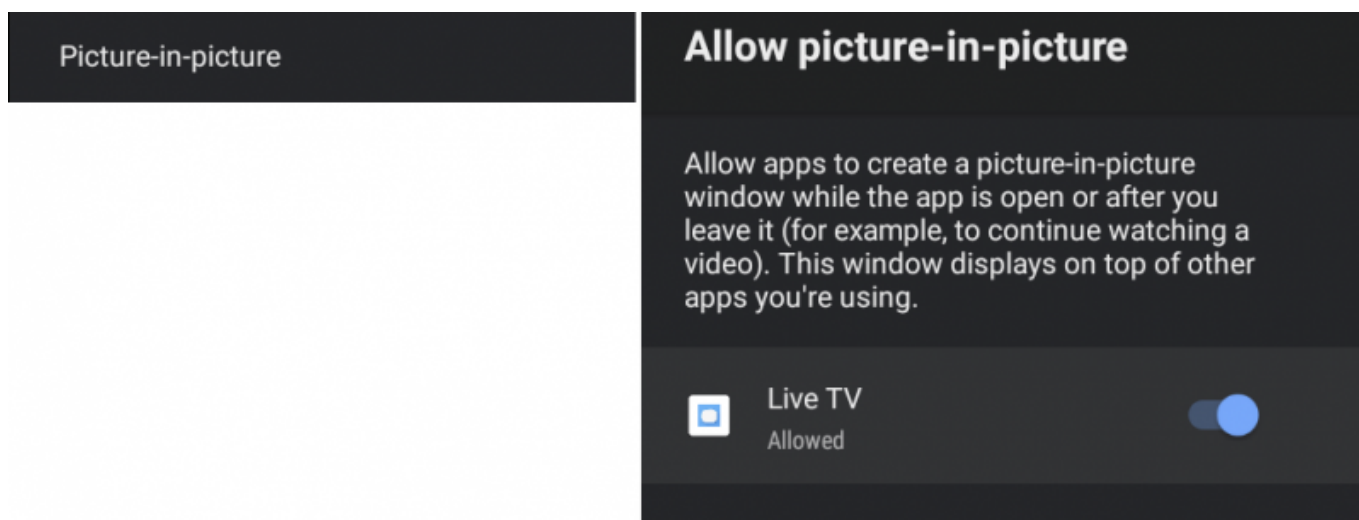 Picture-in-picture
Allow picture-in-picture
Allow apps to create a picture-in-picture
window while the app is open or after you
leave it (for example, to continue watching a
video). This window displays on top of other
apps you're using.
Live TV
Allowed